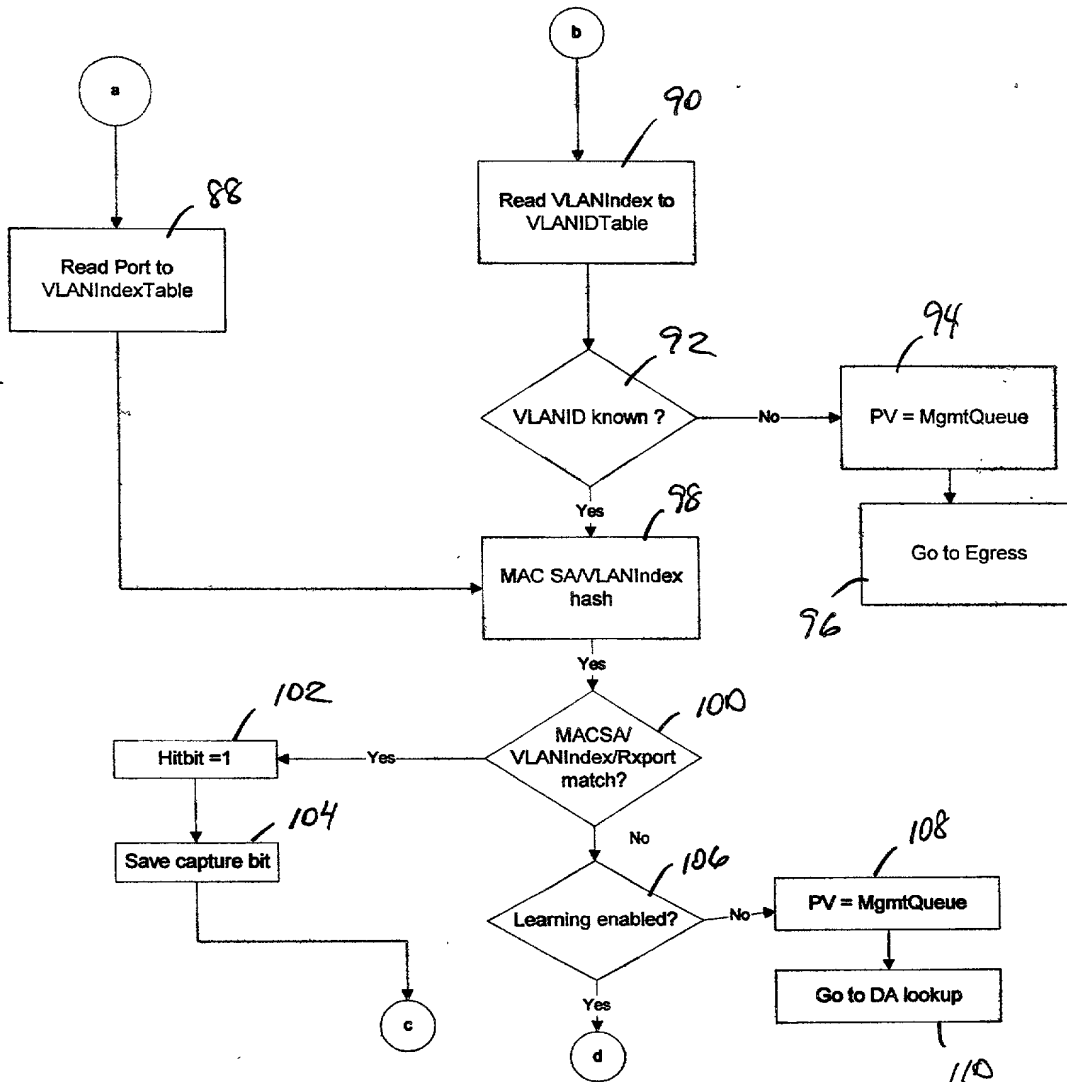 b
a
90
Read VLANIndex to
VLANIDTable
88
Read Port to
VLANIndexTable
92
VLANID known ?
No
94
PV = MgmtQueue
Yes
98
MAC SA/VLANIndex
hash
Go to Egress
96
Yes
102
Hitbit =1
Yes
100
MACSA/
VLANIndex/Rxport
match?
104
Save capture bit
No
106
Learning enabled?
No
108
PV = MgmtQueue
Go to DA lookup
110
Yes
c
d